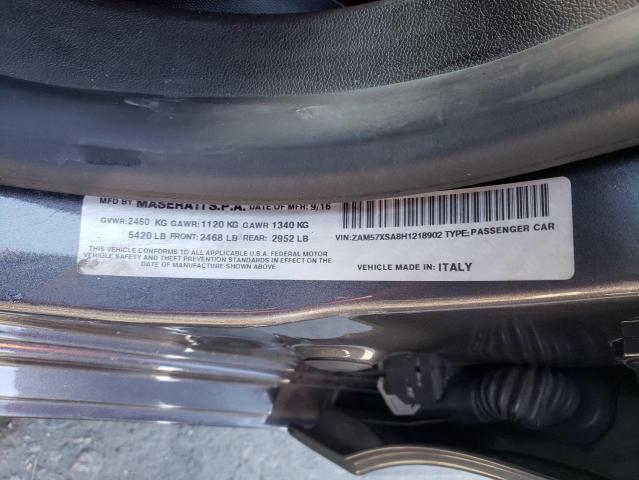 MFD BY MASERATI S.P.A. DATE OF MFR: 9/16
GVWR: 2460 KG GAWR: 1120 KG GAWR 1340 KG
5420 LB FRONT: 2468 LB REAR: 2952 LB
THIS VEHICLE CONFORMS TO ALL APPLICABLE U.S.A. FEDERAL MOTOR
VEHICLE SAFETY AND THEFT PREVENTION STANDARDS IN EFFECT ON THE
DATE OF MANUFACTURE SHOWN ABOVE
VIN: ZAM57XSA8H1218902 TYPE: PASSENGER CAR
VEHICLE MADE IN: ITALY